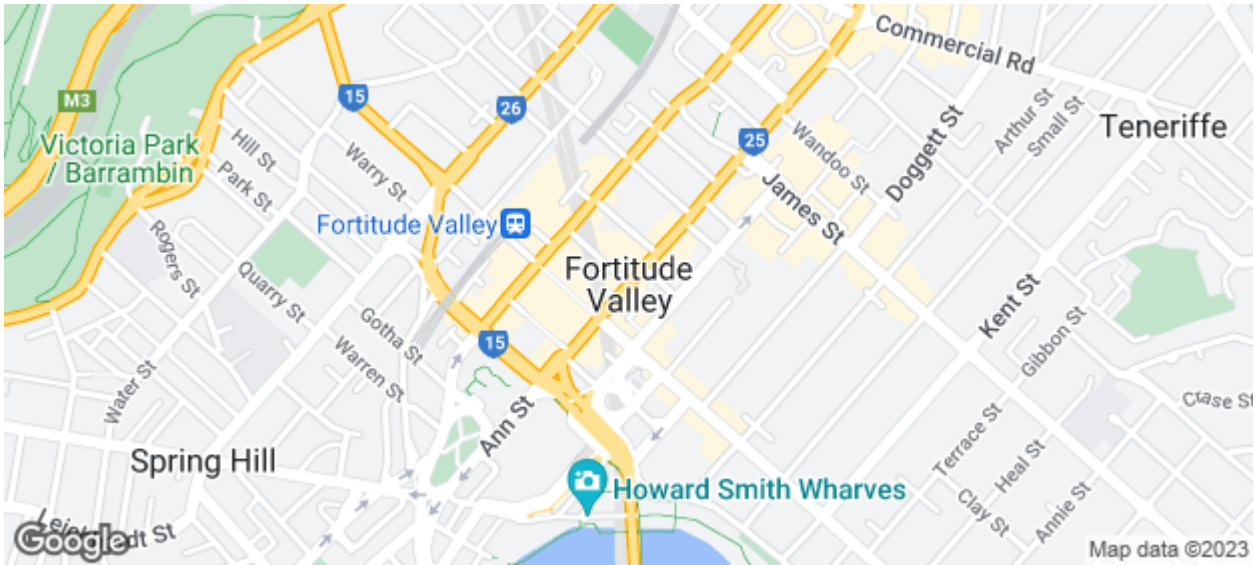 Commercial Rd
M3
15
26
Arthur St
Small St
Teneriffe
25
Wandoo St
Doggett St
Victoria Park
/ Barrambin
Hill St
Warry St
Park St
James St
Fortitude Valley
Rogers St
Fortitude
Valley
Quarry St
Kent St
Gotha St
Gibbon St
15
Warren St
Water St
Crase St
Ann St
Terrace St
Spring Hill
Heal St
Howard Smith Wharves
Clay St
Annie St
Google
Map data ©2023